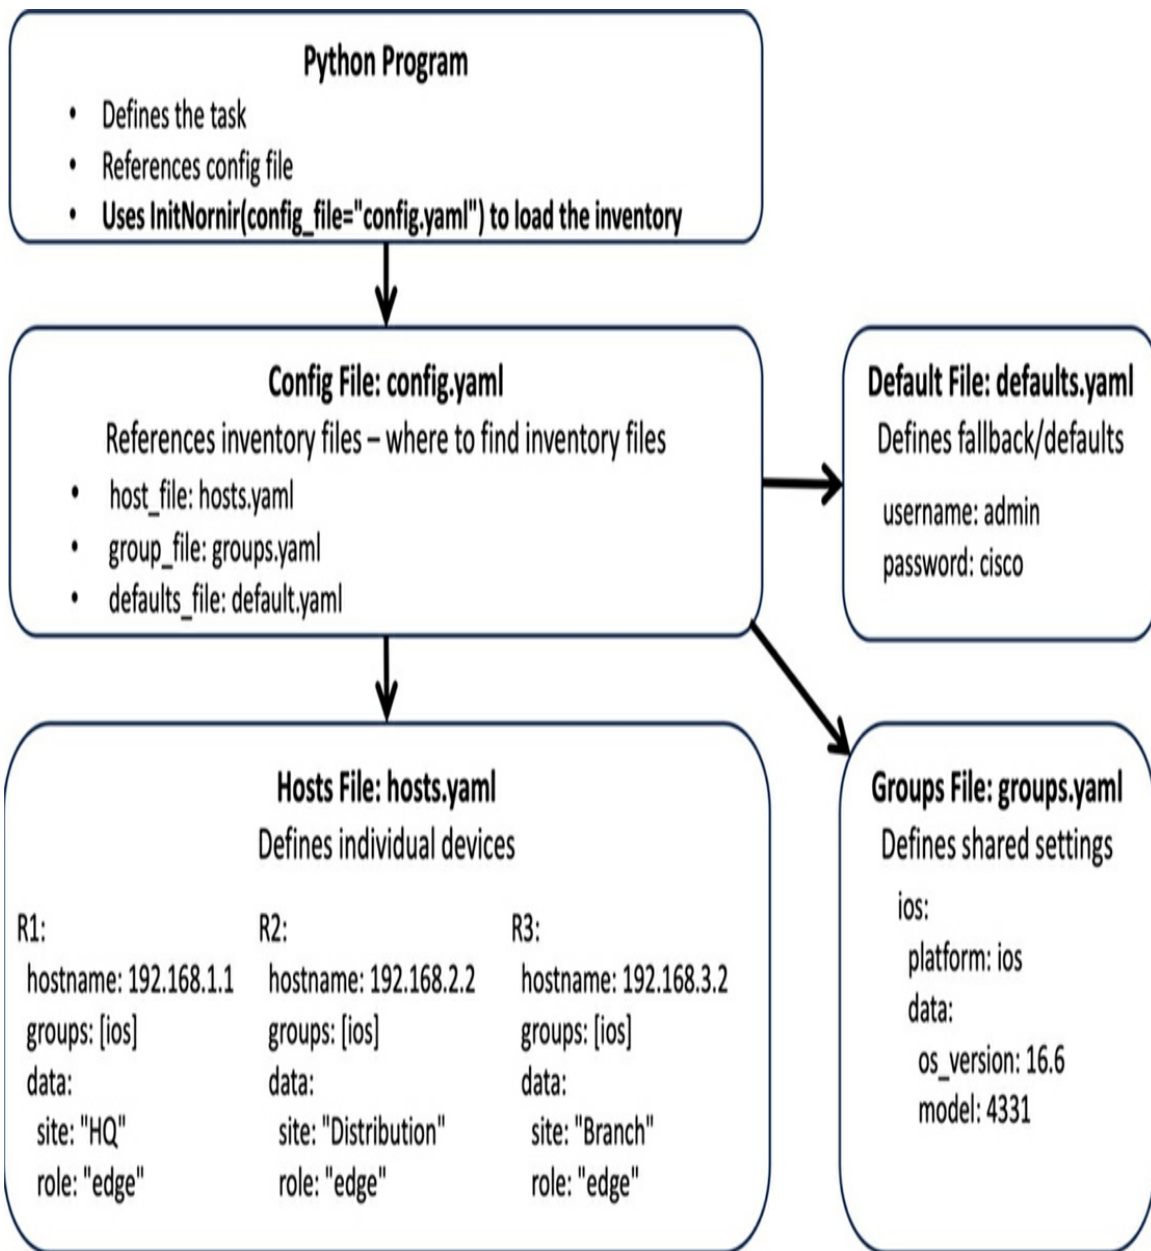 Python Program
• Defines the task
• References config file
• Uses InitNornir(config_file="config.yaml") to load the inventory
Config File: config.yaml
References inventory files – where to find inventory files
• host_file: hosts.yaml
• group_file: groups.yaml
• defaults_file: default.yaml
Default File: defaults.yaml
Defines fallback/defaults
username: admin
password: cisco
Hosts File: hosts.yaml
Defines individual devices
R1:
hostname: 192.168.1.1
groups: [ios]
data:
site: "HQ"
role: "edge"
R2:
hostname: 192.168.2.2
groups: [ios]
data:
site: "Distribution"
role: "edge"
R3:
hostname: 192.168.3.2
groups: [ios]
data:
site: "Branch"
role: "edge"
Groups File: groups.yaml
Defines shared settings
ios:
platform: ios
data:
os_version: 16.6
model: 4331